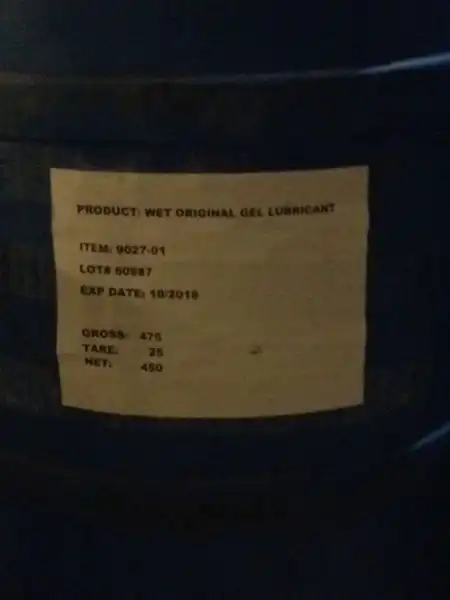 PRODUCT: WET ORIGINAL GEL LUBRICANT
ITEM: 9027-01
LOT# 60987
EXP DATE: 10/2018
GROSS: 475
TARE: 25
NET: 450